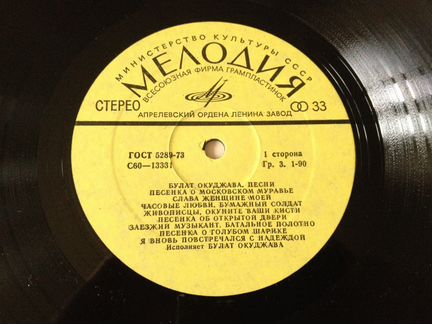 МИНИСТЕРСТВО КУЛЬТУРЫ СССР
МЕЛОДИЯ
ВСЕСОЮЗНАЯ ФИРМА ГРАМПЛАСТИНОК
СТЕРЕО
33
АПРЕЛЕВСКИЙ ОРДЕНА ЛЕНИНА ЗАВОД
ГОСТ 5289-73
1 сторона
С60—13331
Гр. 3. 1-90
БУЛАТ ОКУДЖАВА. ПЕСНИ
ПЕСЕНКА О МОСКОВСКОМ МУРАВЬЕ
СЛАВА ЖЕНЩИНЕ МОЕЙ
ЧАСОВЫЕ ЛЮБВИ. БУМАЖНЫЙ СОЛДАТ
ЖИВОПИСЦЫ, ОКУНИТЕ ВАШИ КИСТИ
ПЕСЕНКА ОБ ОТКРЫТОЙ ДВЕРИ
ЗАЕЗЖИЙ МУЗЫКАНТ. БАТАЛЬНОЕ ПОЛОТНО
ПЕСЕНКА О ГОЛУБОМ ШАРИКЕ
Я ВНОВЬ ПОВСТРЕЧАЛСЯ С НАДЕЖДОЙ
Исполняет БУЛАТ ОКУДЖАВА